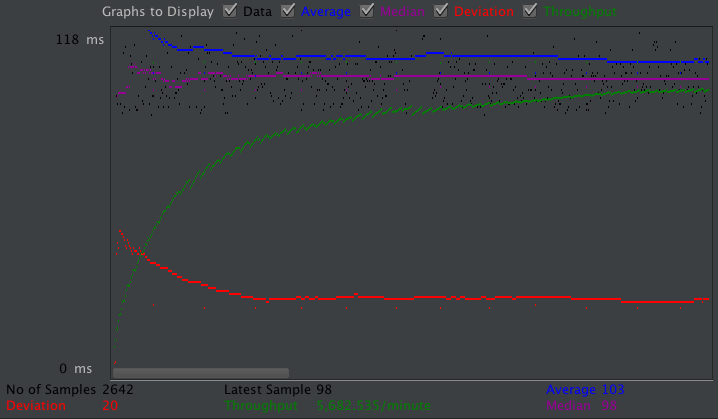 Graphs to Display Data Average Median Deviation Throughput
118 ms
0 ms
No of Samples 2642 Latest Sample 98 Average 103
Deviation 20 Throughput 5,682.535/minute Median